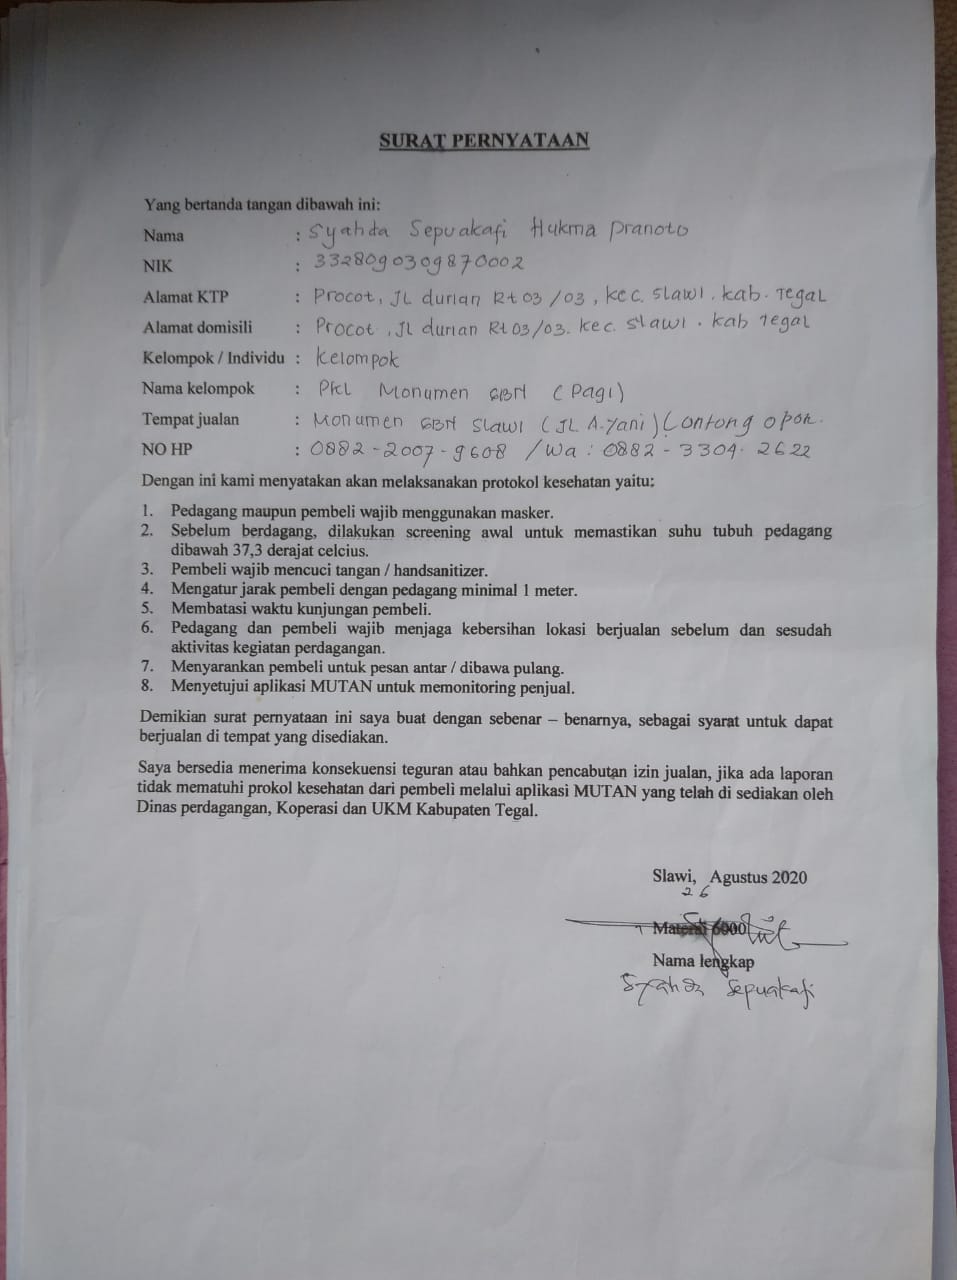 SURAT PERNYATAAN
Yang bertanda tangan dibawah ini:
Nama : Syahda Sepuakafi Hukma Pranoto
NIK : 3328090309870002
Alamat KTP : Procot, JL durian Rt 03 /03, kec. Slawi. kab. Tegal
Alamat domisili : Procot, JL durian Rt 03/03. kec. Slawi. kab Tegal
Kelompok / Individu : Kelompok
Nama kelompok : PKL Monumen GBN (Pagi)
Tempat jualan : Monumen GBN Slawi (JL A. Yani) Lontong opor.
NO HP : 0882-2007-9608 /Wa : 0882-3304-2622
Dengan ini kami menyatakan akan melaksanakan protokol kesehatan yaitu:
1. Pedagang maupun pembeli wajib menggunakan masker.
2. Sebelum berdagang, dilakukan screening awal untuk memastikan suhu tubuh pedagang
dibawah 37,3 derajat celcius.
3. Pembeli wajib mencuci tangan / handsanitizer.
4. Mengatur jarak pembeli dengan pedagang minimal 1 meter.
5. Membatasi waktu kunjungan pembeli.
6. Pedagang dan pembeli wajib menjaga kebersihan lokasi berjualan sebelum dan sesudah
aktivitas kegiatan perdagangan.
7. Menyarankan pembeli untuk pesan antar / dibawa pulang.
8. Menyetujui aplikasi MUTAN untuk memonitoring penjual.
Demikian surat pernyataan ini saya buat dengan sebenar – benarnya, sebagai syarat untuk dapat
berjualan di tempat yang disediakan.
Saya bersedia menerima konsekuensi teguran atau bahkan pencabutan izin jualan, jika ada laporan
tidak mematuhi prokol kesehatan dari pembeli melalui aplikasi MUTAN yang telah di sediakan oleh
Dinas perdagangan, Koperasi dan UKM Kabupaten Tegal.
Slawi, Agustus 2020
26
Materai 6000
Nama lengkap
Syahda Sepuakafi